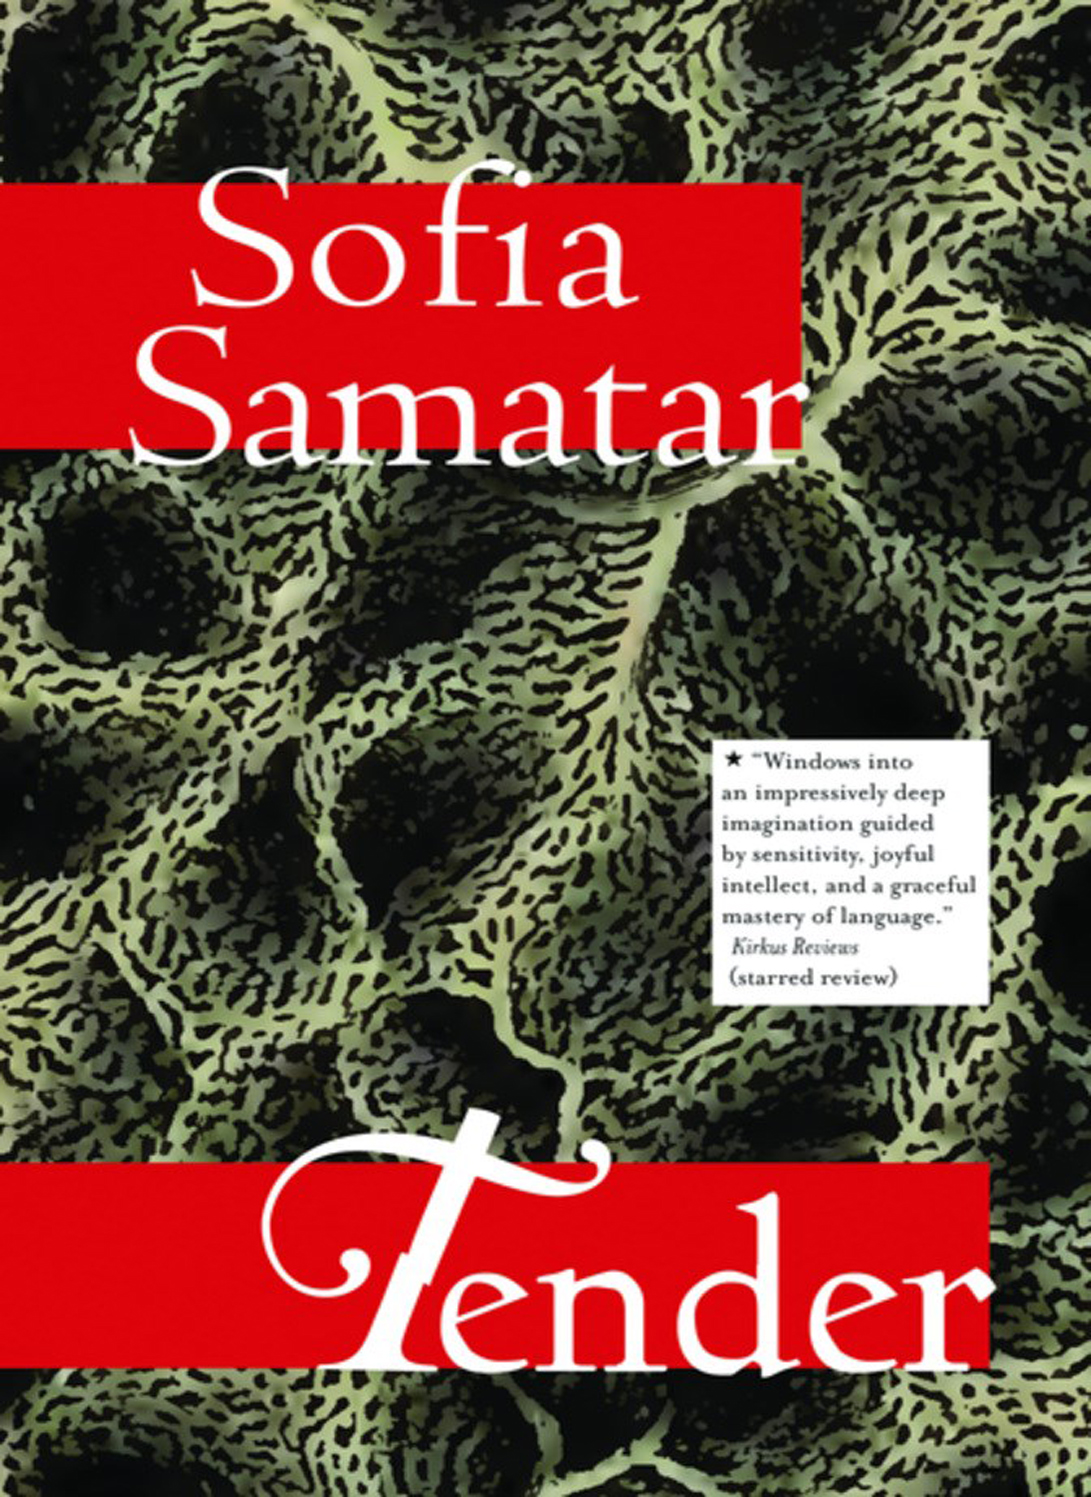 Sofia
Samatar
★ “Windows into
an impressively deep
imagination guided
by sensitivity, joyful
intellect, and a graceful
mastery of language.”
Kirkus Reviews
(starred review)
Tender